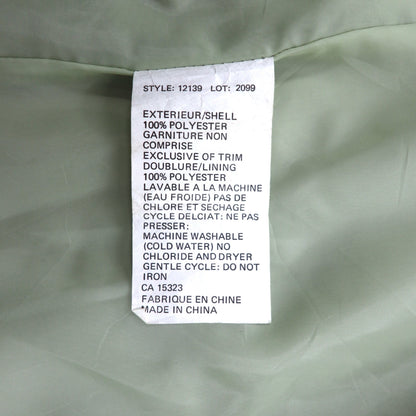 STYLE: 12139 LOT: 2099
EXTERIEUR/SHELL
100% POLYESTER
GARNITURE NON
COMPRISE
EXCLUSIVE OF TRIM
DOUBLURE/LINING
100% POLYESTER
LAVABLE A LA MACHINE
(EAU FROIDE) PAS DE
CHLORE ET SECHAGE
CYCLE DELCIAT: NE PAS
PRESSER:
MACHINE WASHABLE
(COLD WATER) NO
CHLORIDE AND DRYER
GENTLE CYCLE: DO NOT
IRON
CA 15323
FABRIQUE EN CHINE
MADE IN CHINA